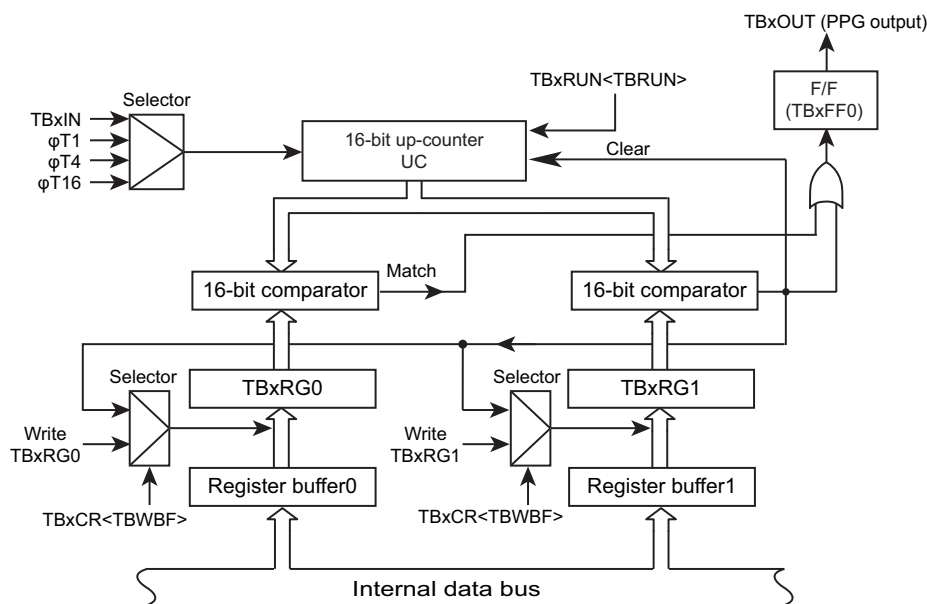 TBxOUT (PPG output)
F/F
(TBxFF0)
TBxRUN<TBRUN>
Selector
TBxIN
φT1
φT4
φT16
16-bit up-counter
UC
Clear
16-bit comparator
Match
16-bit comparator
Selector
TBxRG0
Selector
TBxRG1
Write
TBxRG0
Write
TBxRG1
Register buffer0
Register buffer1
TBxCR<TBWBF>
TBxCR<TBWBF>
Internal data bus